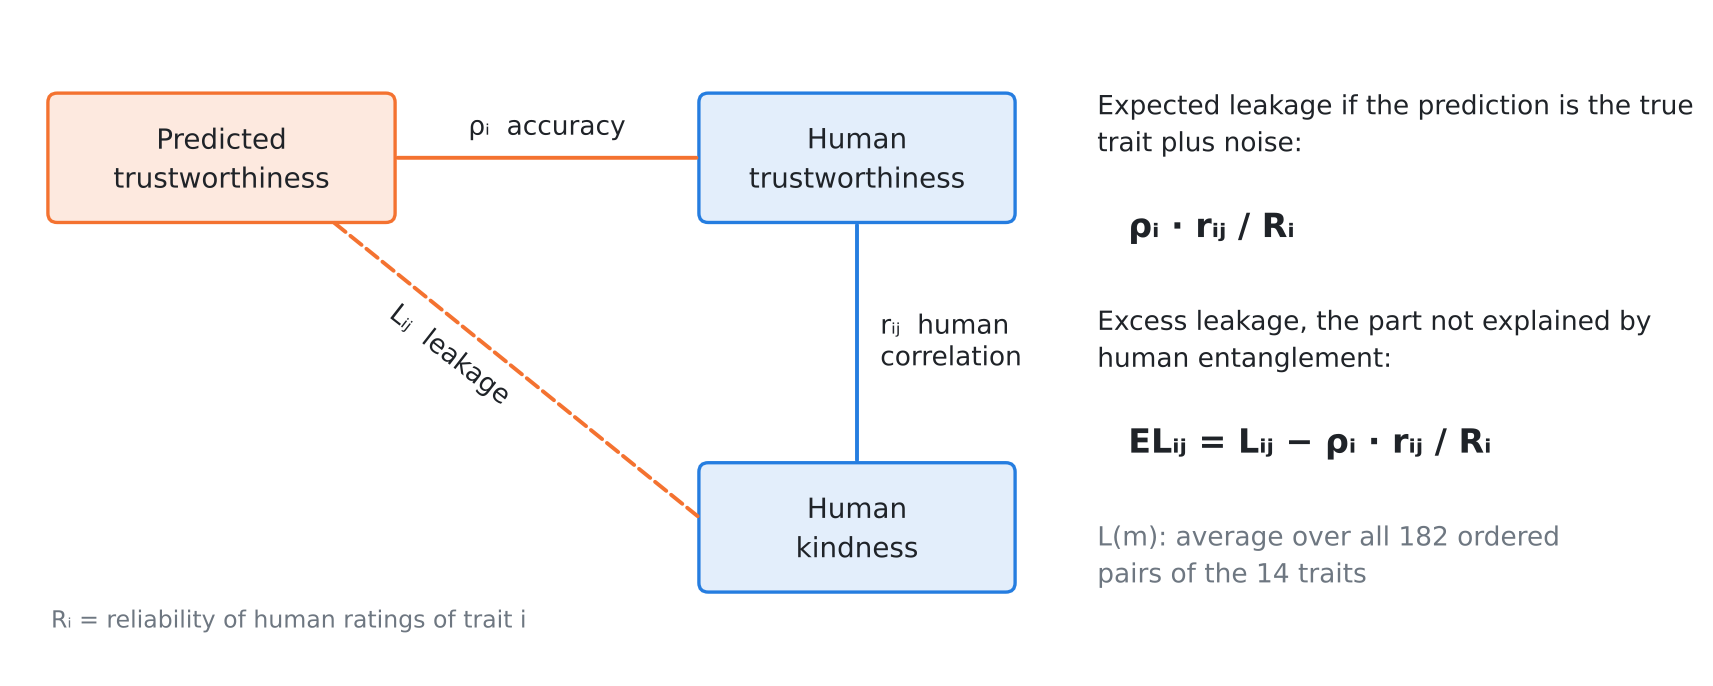 Predicted
trustworthiness
ρᵢ accuracy
Human
trustworthiness
Lᵢⱼ leakage
rᵢⱼ human
correlation
Human
kindness
Rᵢ = reliability of human ratings of trait i
Expected leakage if the prediction is the true
trait plus noise:
ρᵢ · rᵢⱼ / Rᵢ
Excess leakage, the part not explained by
human entanglement:
ELᵢⱼ = Lᵢⱼ − ρᵢ · rᵢⱼ / Rᵢ
L(m): average over all 182 ordered
pairs of the 14 traits